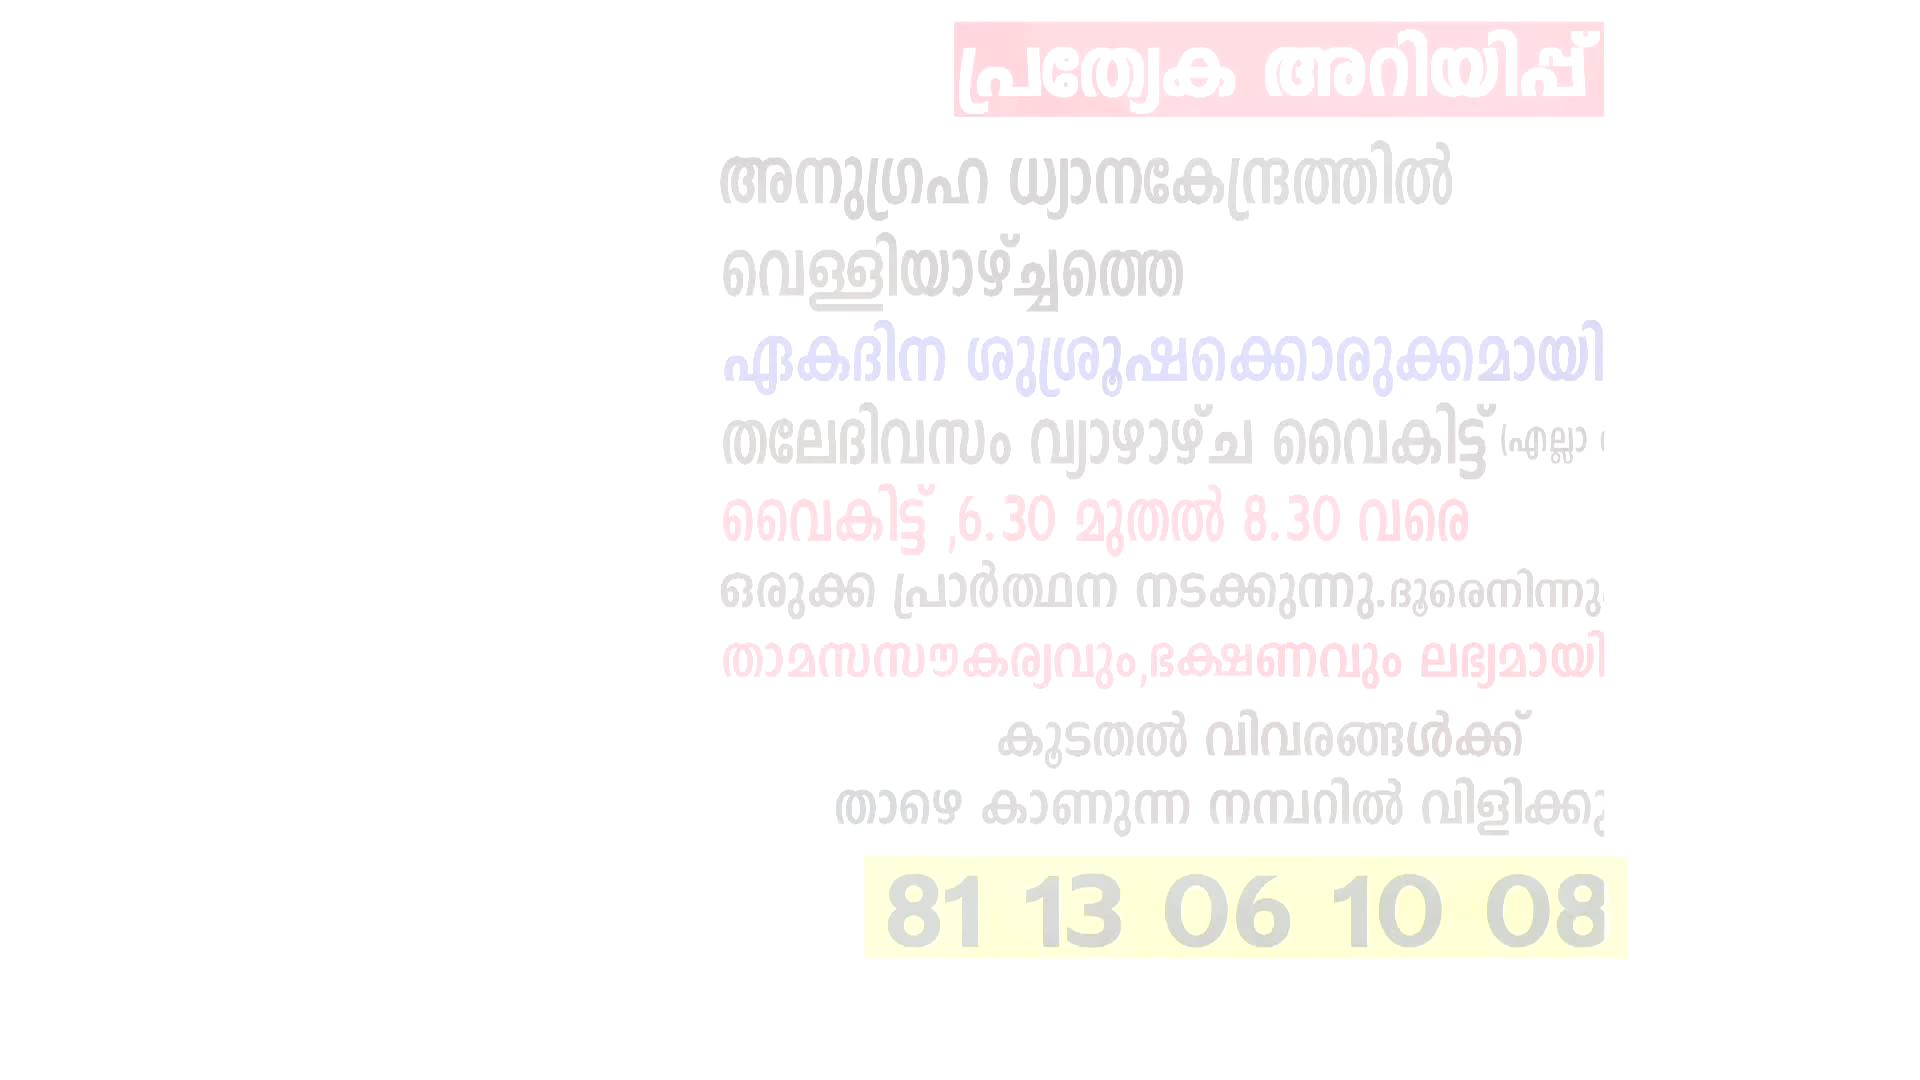 പ്രത്യേക അറിയിപ്പ്
അനുഗ്രഹ ധ്യാനകേന്ദ്രത്തിൽ
വെള്ളിയാഴ്ച്ചത്തെ
ഏകദിന ശുശ്രൂഷക്കൊരുക്കമായി
തലേദിവസം വ്യാഴാഴ്ച വൈകിട്ട് (എല്ലാ
വൈകിട്ട് ,6.30 മുതൽ 8.30 വരെ
ഒരുക്ക പ്രാർത്ഥന നടക്കുന്നു.ദൂരെനിന്നു
താമസസൗകര്യവും,ഭക്ഷണവും ലഭ്യമായി
കൂടതൽ വിവരങ്ങൾക്ക്
താഴെ കാണുന്ന നമ്പറിൽ വിളിക്കു
81 13 06 10 08